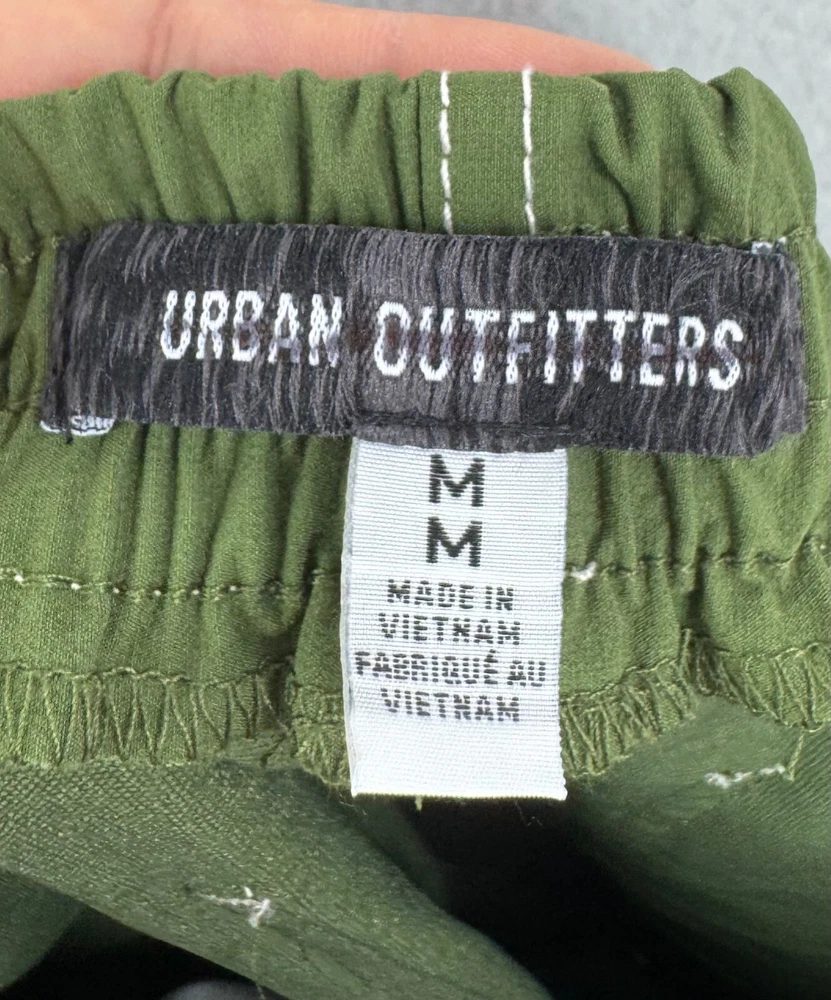 URBAN OUTFITTERS
M
M
MADE IN
VIETNAM
FABRIQUÉ AU
VIETNAM